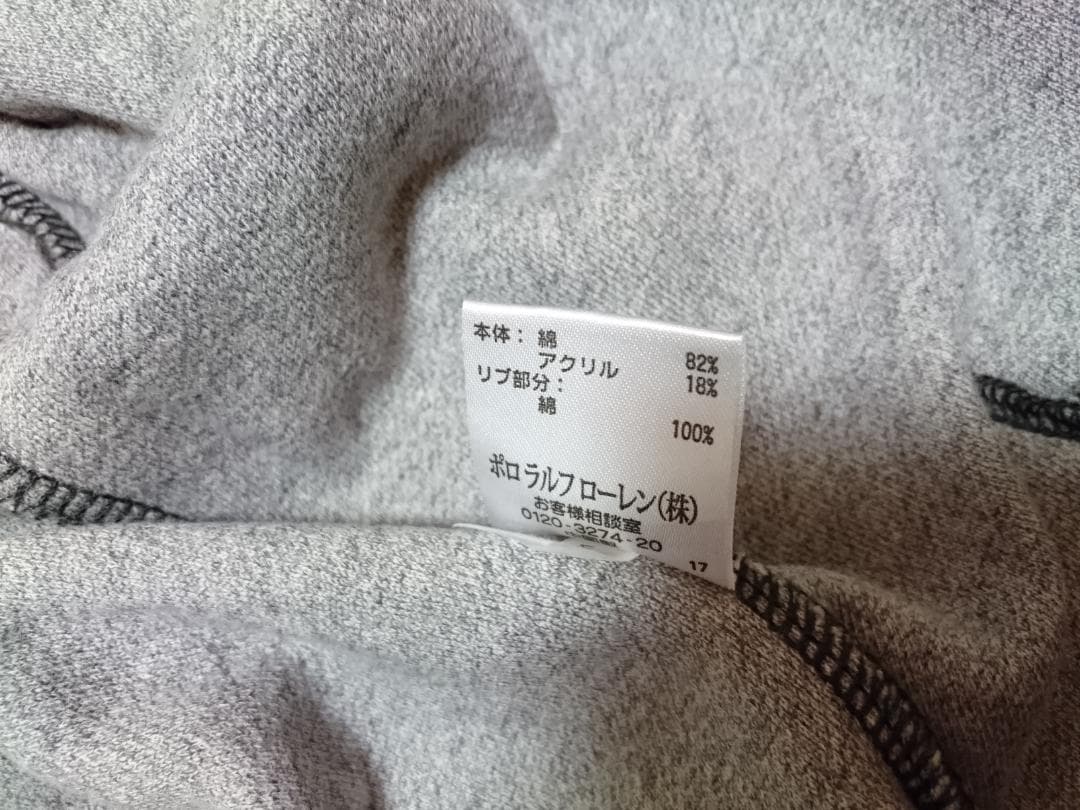 本体： 綿 82%
アクリル 18%
リブ部分：
綿 100%
ポロ ラルフ ローレン(株)
お客様相談室
0120-3274-20
17